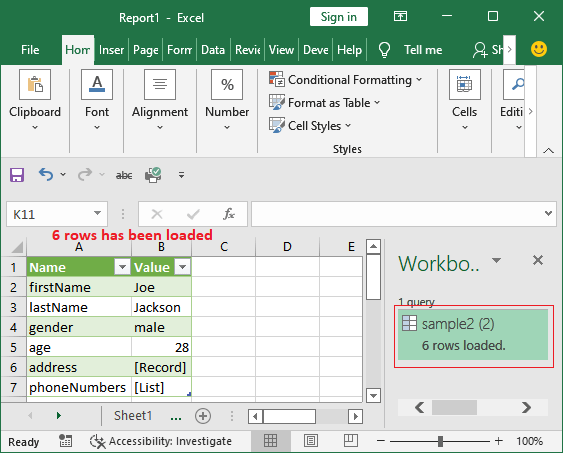 Report1 - Excel
Sign in
File Hom Inser Page Form Data Revi View Deve Help Tell me Sh
Clipboard Font Alignment Number Conditional Formatting Format as Table Cell Styles Cells Editi
Styles
abc
K11 fx
6 rows has been loaded
A B C D E
1 Name Value
2 firstName Joe
3 lastName Jackson
4 gender male
5 age 28
6 address [Record]
7 phoneNumbers [List]
Workbo..
1 query
sample2 (2)
6 rows loaded.
Sheet1 ...
Ready Accessibility: Investigate 100%